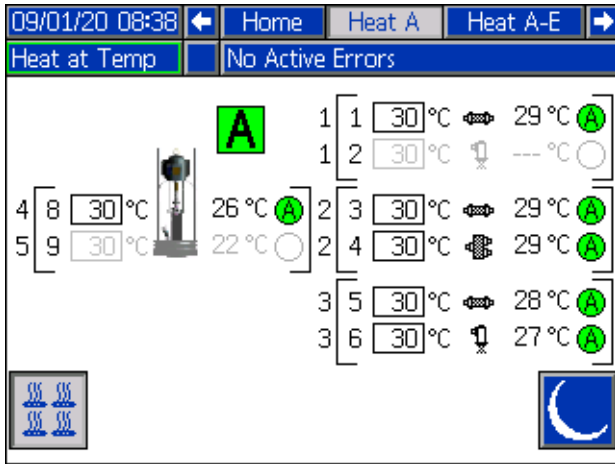 09/01/20 08:38 Home Heat A Heat A-E
Heat at Temp No Active Errors
A
1 1 30 °C 29 °C A
1 2 30 °C --- °C
4 8 30 °C 26 °C A
5 9 30 °C 22 °C
2 3 30 °C 29 °C A
2 4 30 °C 29 °C A
3 5 30 °C 28 °C A
3 6 30 °C 27 °C A